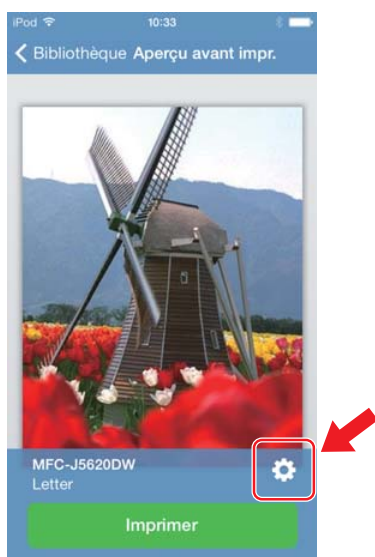 iPod 10:33
Bibliothèque Aperçu avant impr.
MFC-J5620DW
Letter
Imprimer